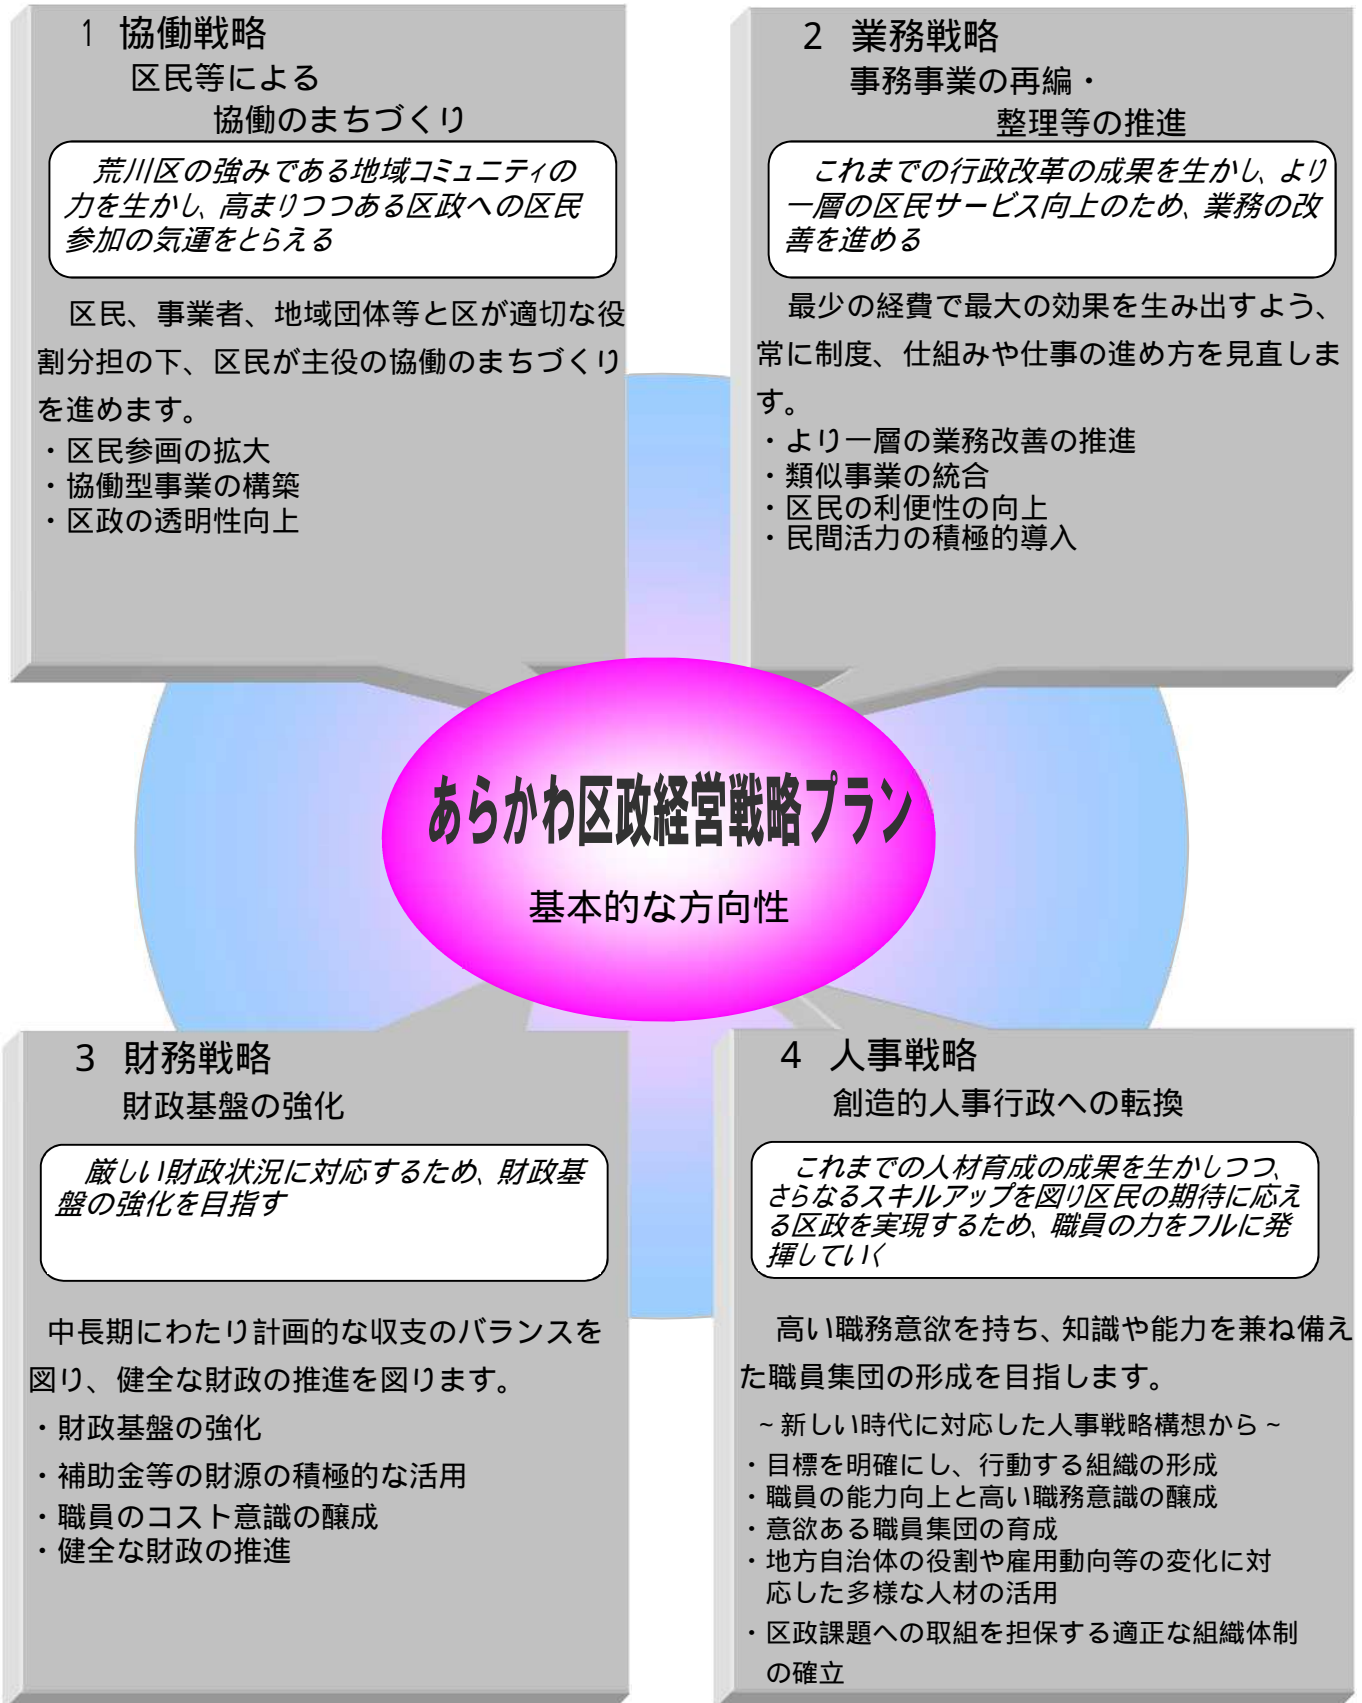 1 協働戦略
区民等による
協働のまちづくり
荒川区の強みである地域コミュニティの
力を生かし、高まりつつある区政への区民
参加の気運をとらえる
区民、事業者、地域団体等と区が適切な役
割分担の下、区民が主役の協働のまちづくり
を進めます。
・区民参画の拡大
・協働型事業の構築
・区政の透明性向上
2 業務戦略
事務事業の再編・
整理等の推進
これまでの行政改革の成果を生かし、より
一層の区民サービス向上のため、業務の改
善を進める
最少の経費で最大の効果を生み出すよう、
常に制度、仕組みや仕事の進め方を見直しま
す。
・より一層の業務改善の推進
・類似事業の統合
・区民の利便性の向上
・民間活力の積極的導入
あらかわ区政経営戦略プラン
基本的な方向性
3 財務戦略
財政基盤の強化
厳しい財政状況に対応するため、財政基
盤の強化を目指す
中長期にわたり計画的な収支のバランスを
図り、健全な財政の推進を図ります。
・財政基盤の強化
・補助金等の財源の積極的な活用
・職員のコスト意識の醸成
・健全な財政の推進
4 人事戦略
創造的人事行政への転換
これまでの人材育成の成果を生かしつつ、
さらなるスキルアップを図り区民の期待に応え
る区政を実現するため、職員の力をフルに発
揮していく
高い職務意欲を持ち、知識や能力を兼ね備え
た職員集団の形成を目指します。
~新しい時代に対応した人事戦略構想から~
・目標を明確にし、行動する組織の形成
・職員の能力向上と高い職務意識の醸成
・意欲ある職員集団の育成
・地方自治体の役割や雇用動向等の変化に対
応した多様な人材の活用
・区政課題への取組を担保する適正な組織体制
の確立